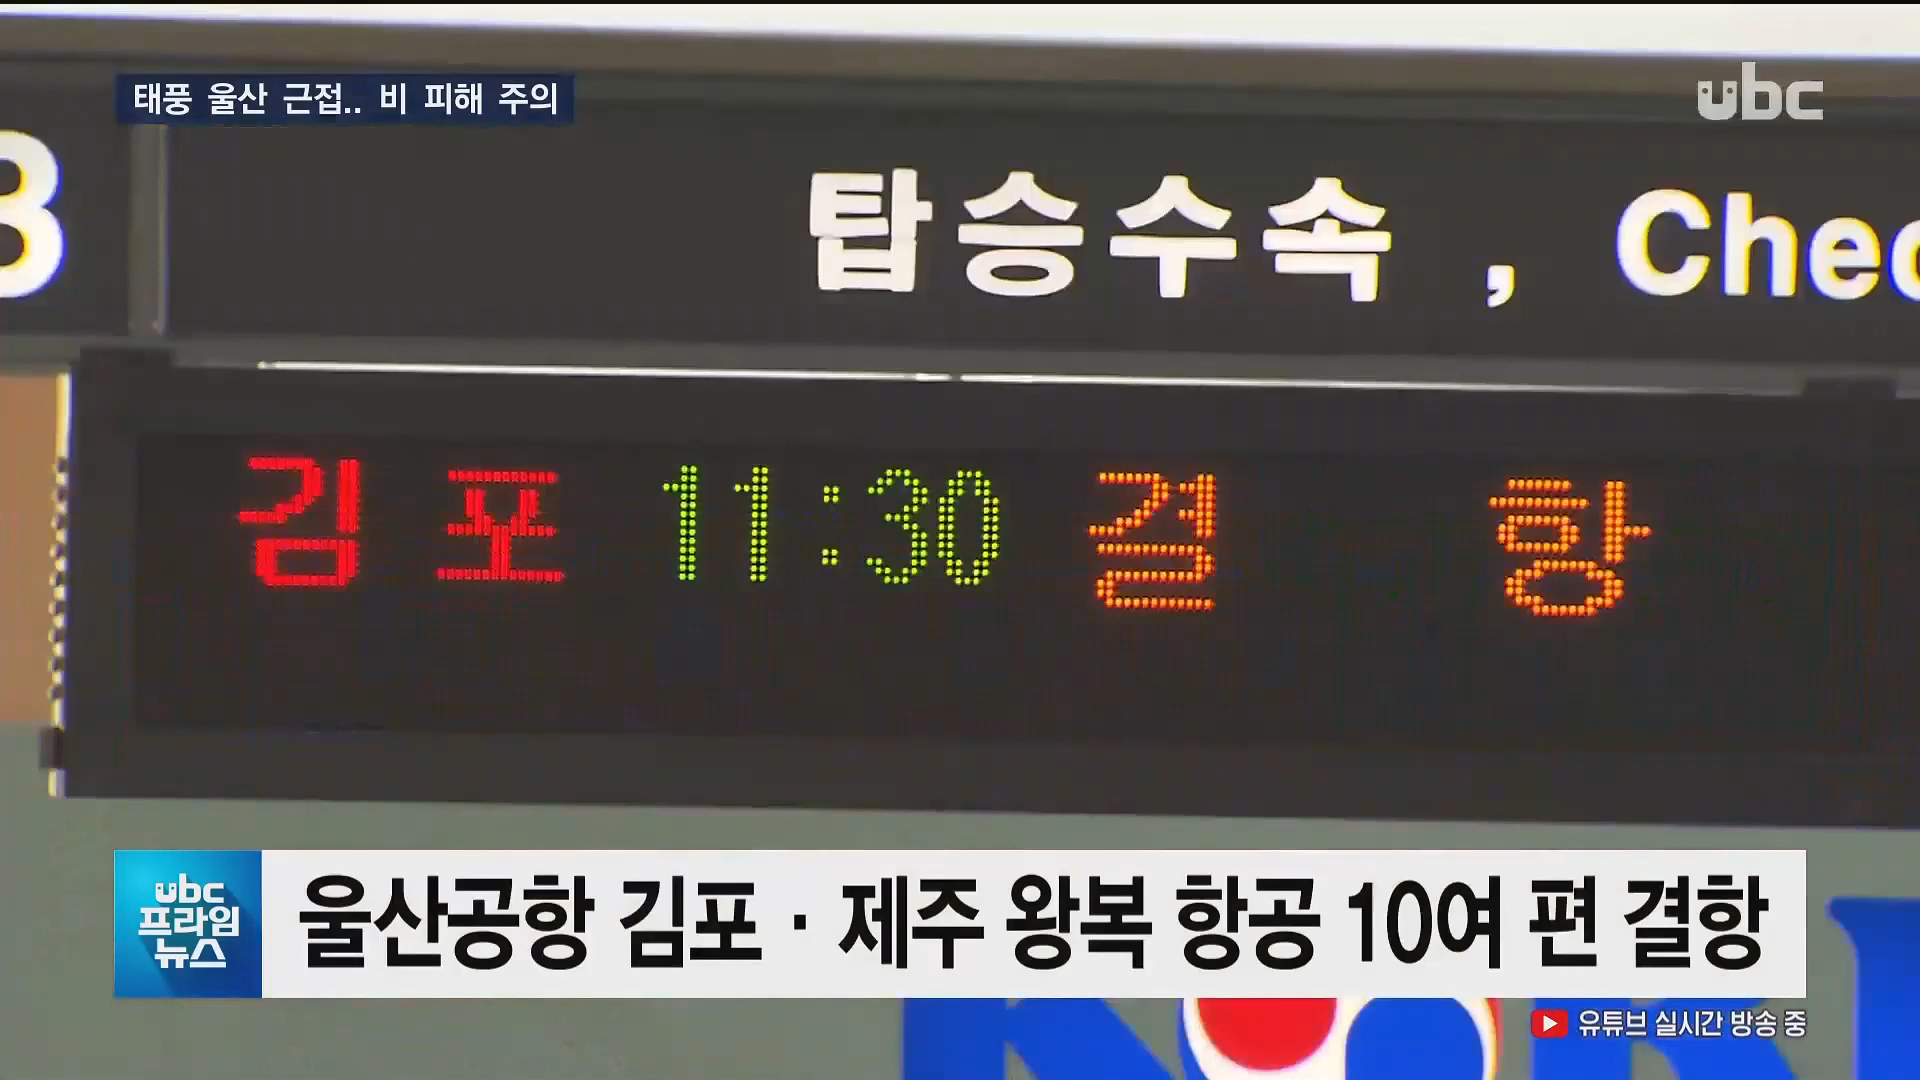 태풍 울산 근접.. 비 피해 주의
ubc
3
탑승수속 , Chec
김포 11:30 결항
ubc
프라임
뉴스
울산공항 김포 · 제주 왕복 항공 10여 편 결항
유튜브 실시간 방송 중